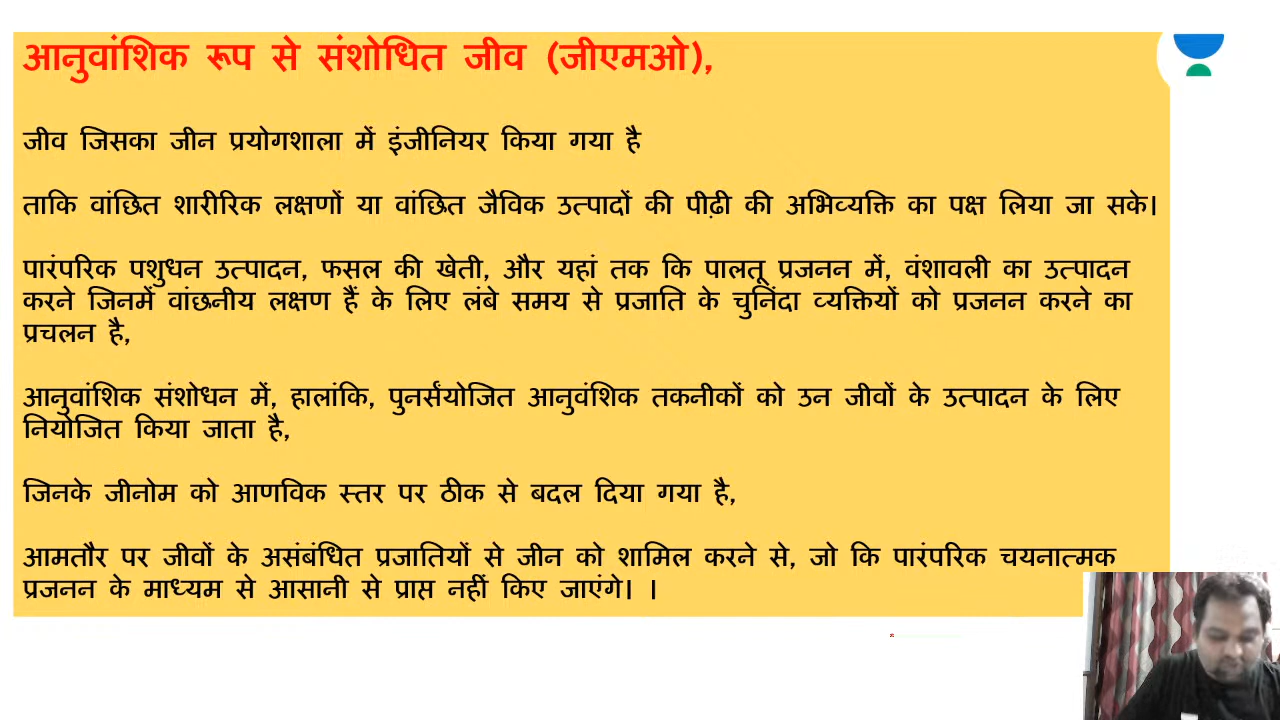 आनुवांशिक रूप से संशोधित जीव (जीएमओ),
जीव जिसका जीन प्रयोगशाला में इंजीनियर किया गया है
ताकि वांछित शारीरिक लक्षणों या वांछित जैविक उत्पादों की पीढ़ी की अभिव्यक्ति का पक्ष लिया जा सके।
पारंपरिक पशुधन उत्पादन, फसल की खेती, और यहां तक कि पालतू प्रजनन में, वंशावली का उत्पादन
करने जिनमें वांछनीय लक्षण हैं के लिए लंबे समय से प्रजाति के चुनिंदा व्यक्तियों को प्रजनन करने का
प्रचलन है,
आनुवांशिक संशोधन में, हालांकि, पुनर्संयोजित आनुवंशिक तकनीकों को उन जीवों के उत्पादन के लिए
नियोजित किया जाता है,
जिनके जीनोम को आणविक स्तर पर ठीक से बदल दिया गया है,
आमतौर पर जीवों के असंबंधित प्रजातियों से जीन को शामिल करने से, जो कि पारंपरिक चयनात्मक
प्रजनन के माध्यम से आसानी से प्राप्त नहीं किए जाएंगे। ।